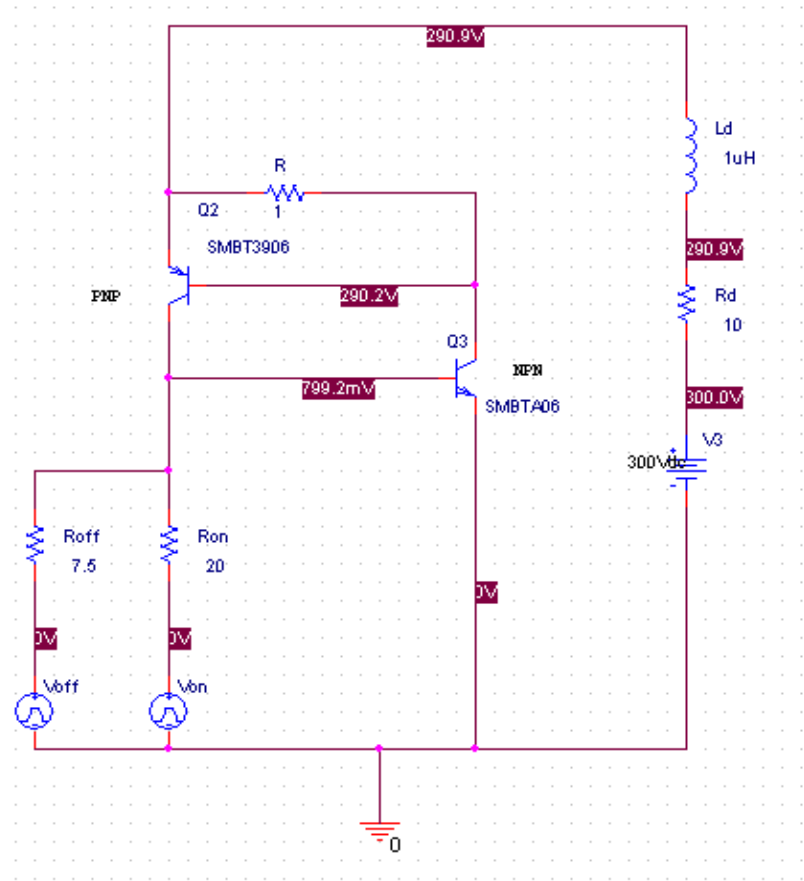 290.9V
Ld
1uH
R
1
Q2
SMBT3906
290.9V
PNP
290.2V
Rd
10
Q3
NPN
799.2mV
SMBTA06
300.0V
V3
300Vdc
Roff
7.5
Ron
20
0V
0V
0V
Voff
Von
0